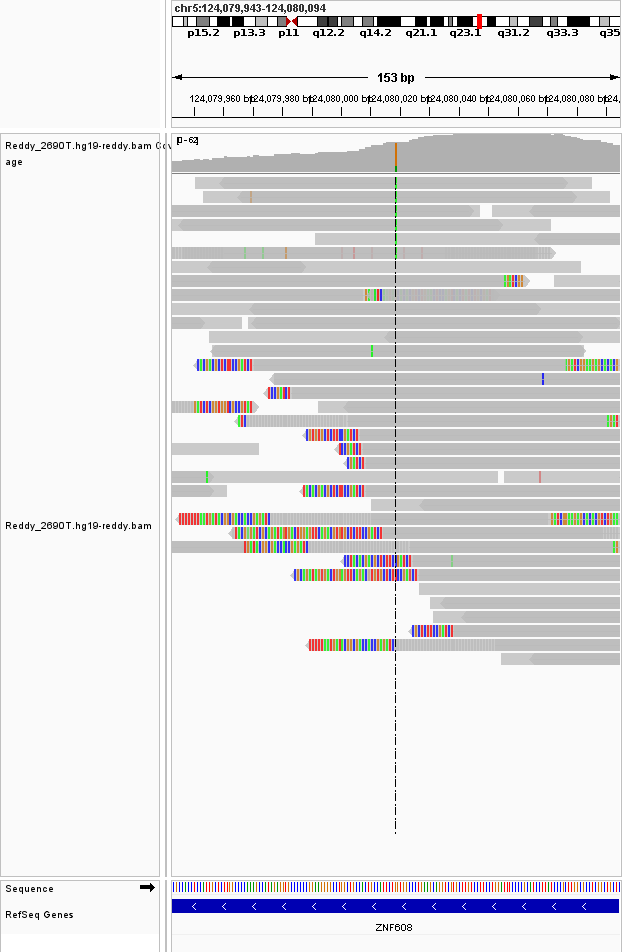 chr5:124,079,943-124,080,094
p15.2 p13.3 p11 q12.2 q14.2 q21.1 q23.1 q31.2 q33.3 q35
153 bp
124,079,960 bp 124,079,980 bp 124,080,000 bp 124,080,020 bp 124,080,040 bp 124,080,060 bp 124,080,080 bp 124,
Reddy_2690T.hg19-reddy.bam Cov
age
[0-62]
Reddy_2690T.hg19-reddy.bam
Sequence
RefSeq Genes
ZNF608